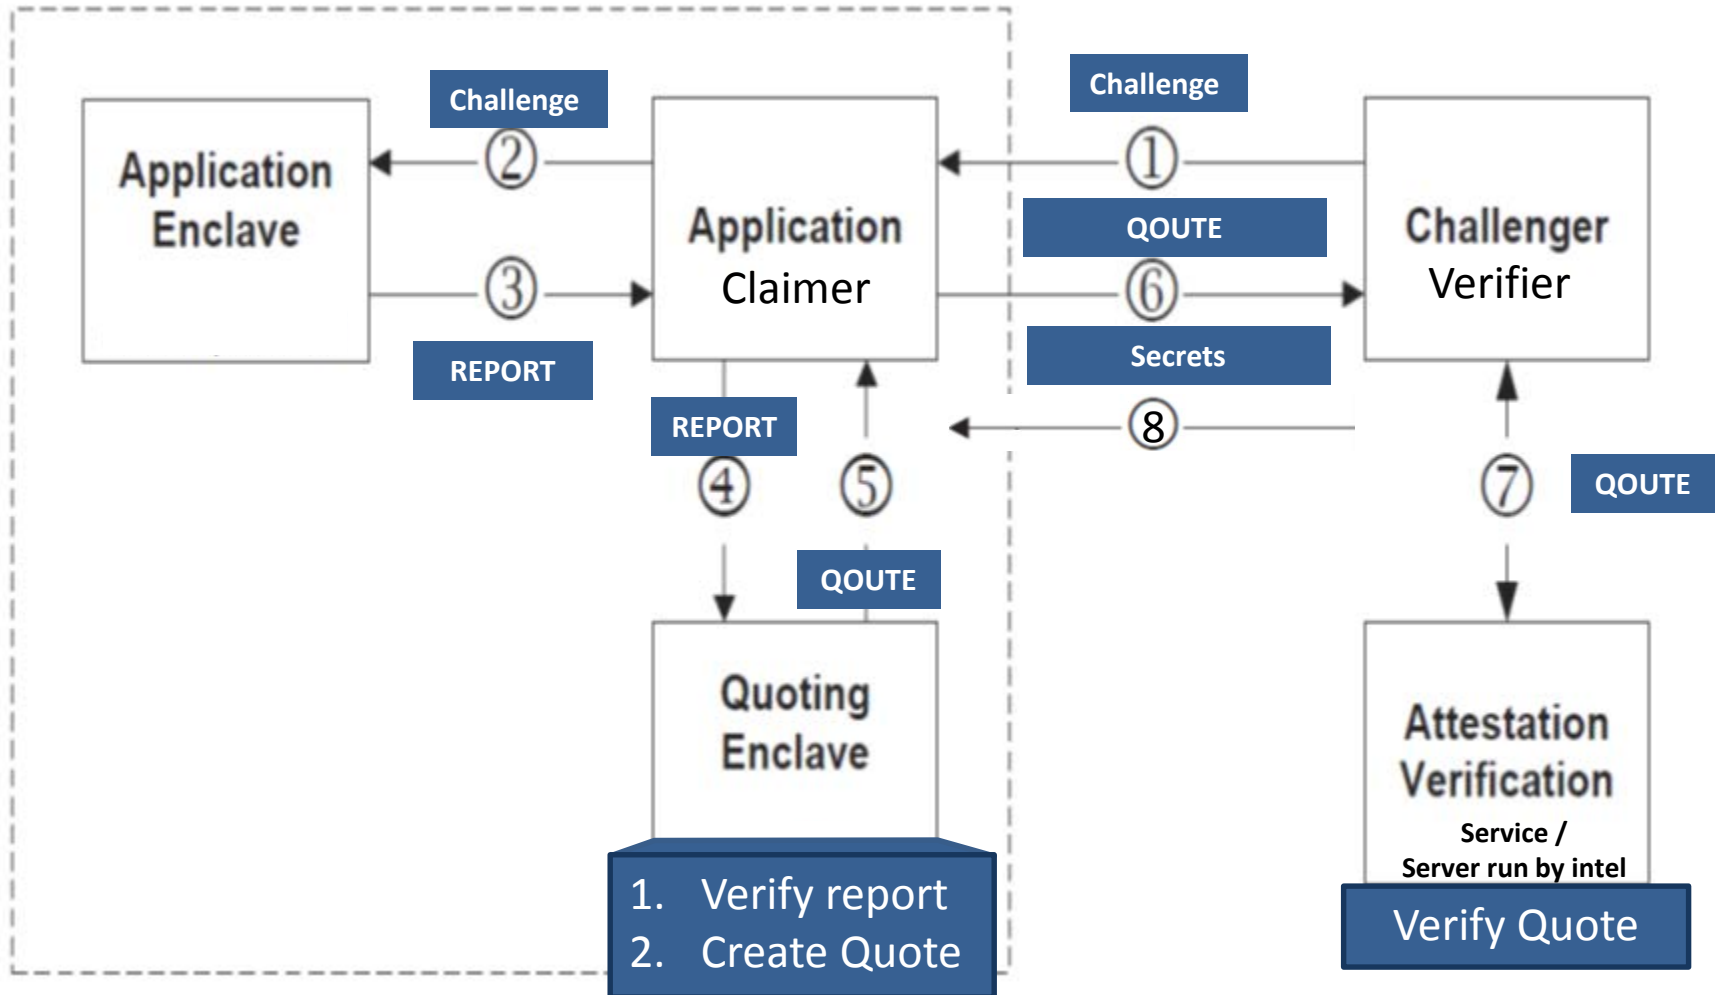 Challenge
Challenge
Application
Enclave
2
Application
Claimer
1
Challenger
Verifier
QOUTE
3
6
REPORT
Secrets
REPORT
8
4
5
7
QOUTE
QOUTE
Quoting
Enclave
Attestation
Verification
Service /
Server run by intel
1. Verify report
2. Create Quote
Verify Quote